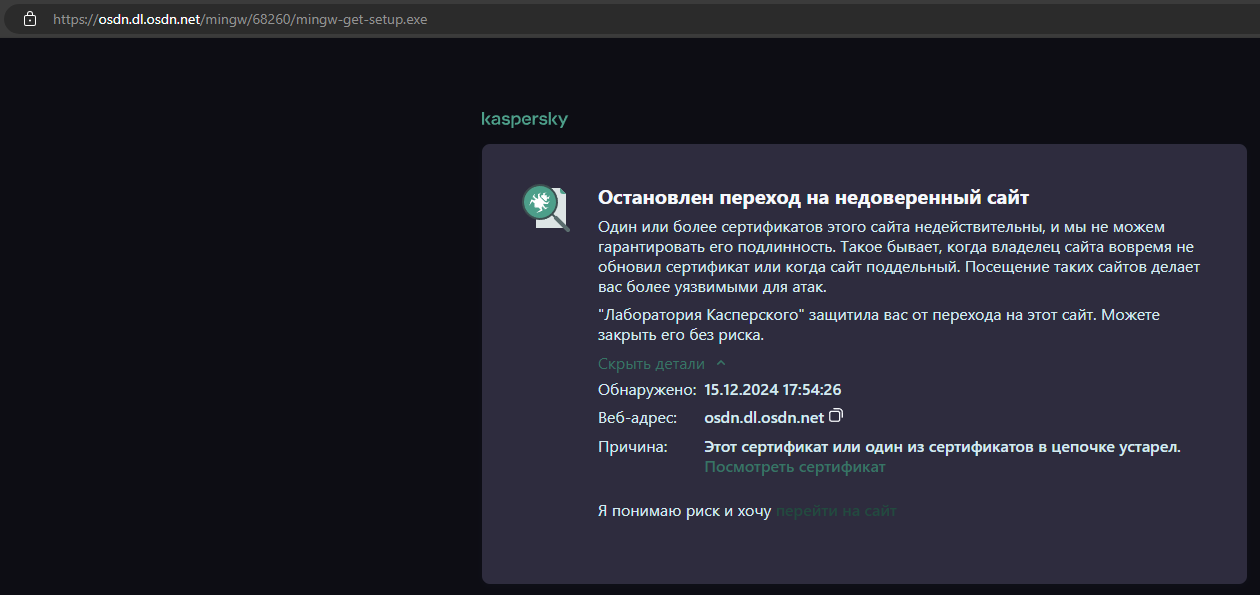 https://osdn.dl.osdn.net/mingw/68260/mingw-get-setup.exe
kaspersky
Остановлен переход на недоверенный сайт
Один или более сертификатов этого сайта недействительны, и мы не можем
гарантировать его подлинность. Такое бывает, когда владелец сайта вовремя не
обновил сертификат или когда сайт поддельный. Посещение таких сайтов делает
вас более уязвимыми для атак.
"Лаборатория Касперского" защитила вас от перехода на этот сайт. Можете
закрыть его без риска.
Скрыть детали
Обнаружено: 15.12.2024 17:54:26
Веб-адрес: osdn.dl.osdn.net
Причина: Этот сертификат или один из сертификатов в цепочке устарел.
Посмотреть сертификат
Я понимаю риск и хочу перейти на сайт